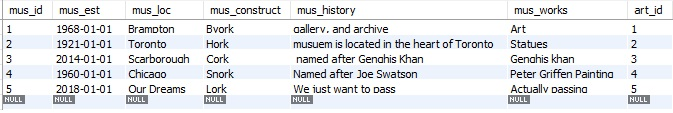 mus_id mus_est mus_loc mus_construct mus_history mus_works art_id
1 1968-01-01 Brampton Bvork gallery, and archive Art 1
2 1921-01-01 Toronto Hork musuem is located in the heart of Toronto Statues 2
3 2014-01-01 Scarborough Cork named after Genghis Khan Genghis khan 3
4 1960-01-01 Chicago Snork Named after Joe Swatson Peter Griffen Painting 4
5 2018-01-01 Our Dreams Lork We just want to pass Actually passing 5
NULL NULL NULL NULL NULL NULL NULL